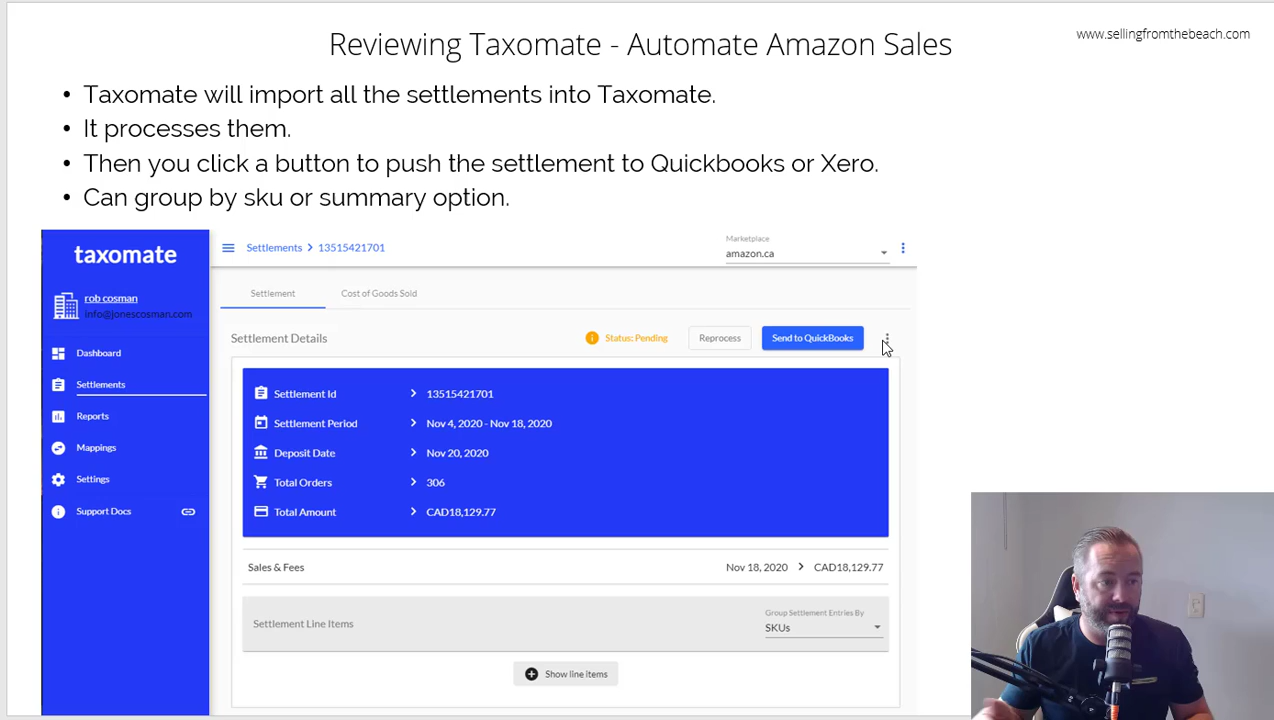 Reviewing Taxomate - Automate Amazon Sales
www.sellingfromthebeach.com
• Taxomate will import all the settlements into Taxomate.
• It processes them.
• Then you click a button to push the settlement to Quickbooks or Xero.
• Can group by sku or summary option.
taxomate
rob cosman
info@jonescosman.com
Dashboard
Settlements
Reports
Mappings
Settings
Support Docs
Settlements > 13515421701
Marketplace
amazon.ca
Settlement Cost of Goods Sold
Settlement Details Status: Pending Reprocess Send to QuickBooks
Settlement Id > 13515421701
Settlement Period > Nov 4, 2020 - Nov 18, 2020
Deposit Date > Nov 20, 2020
Total Orders > 306
Total Amount > CAD18,129.77
Sales & Fees Nov 18, 2020 > CAD18,129.77
Settlement Line Items
Group Settlement Entries By
SKUs
Show line items